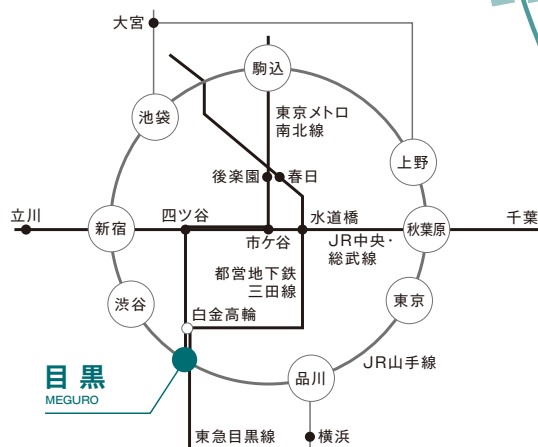 大宮
駒込
池袋
東京メトロ
南北線
上野
後楽園
春日
立川
新宿
四ツ谷
市ケ谷
水道橋
JR中央・
総武線
秋葉原
千葉
都営地下鉄
三田線
渋谷
白金高輪
東京
目黒
MEGURO
品川
JR山手線
東急目黒線
横浜